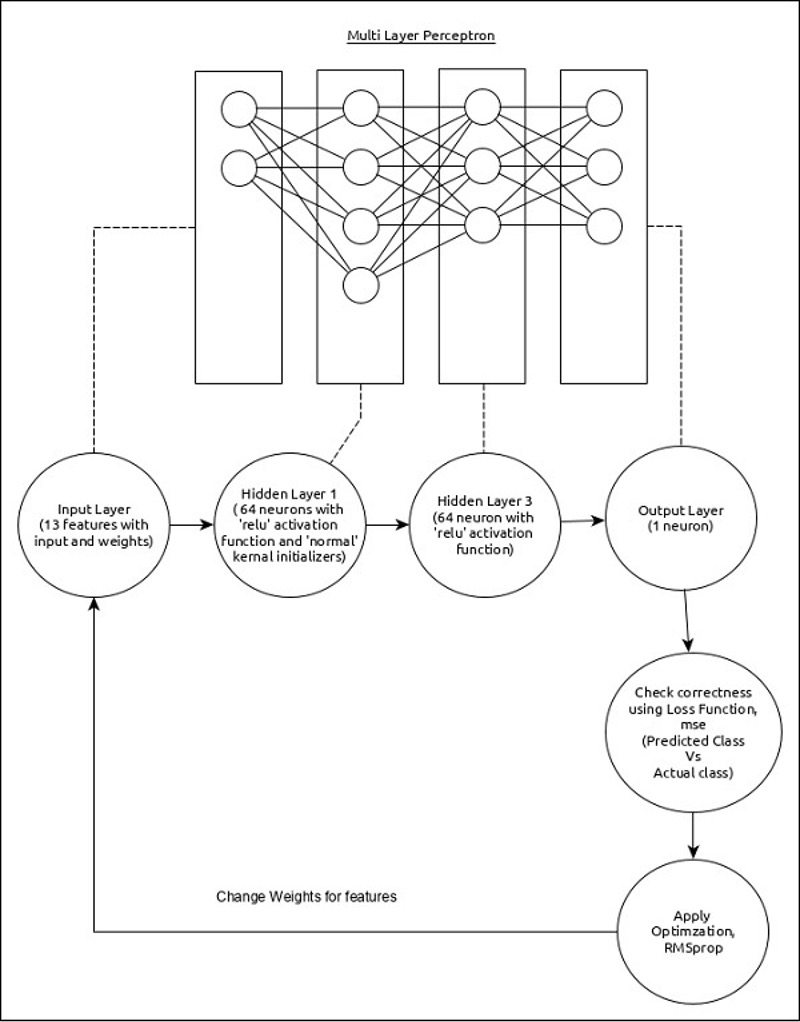 Multi Layer Perceptron
Input Layer
(13 features with
input and weights)
Hidden Layer 1
( 64 neurons with
'relu' activation
function and 'normal'
kernal initializers)
Hidden Layer 3
(64 neuron with
'relu' activation
function)
Output Layer
(1 neuron)
Check correctness
using Loss Function,
mse
(Predicted Class
Vs
Actual class)
Apply
Optimzation,
RMSprop
Change Weights for features